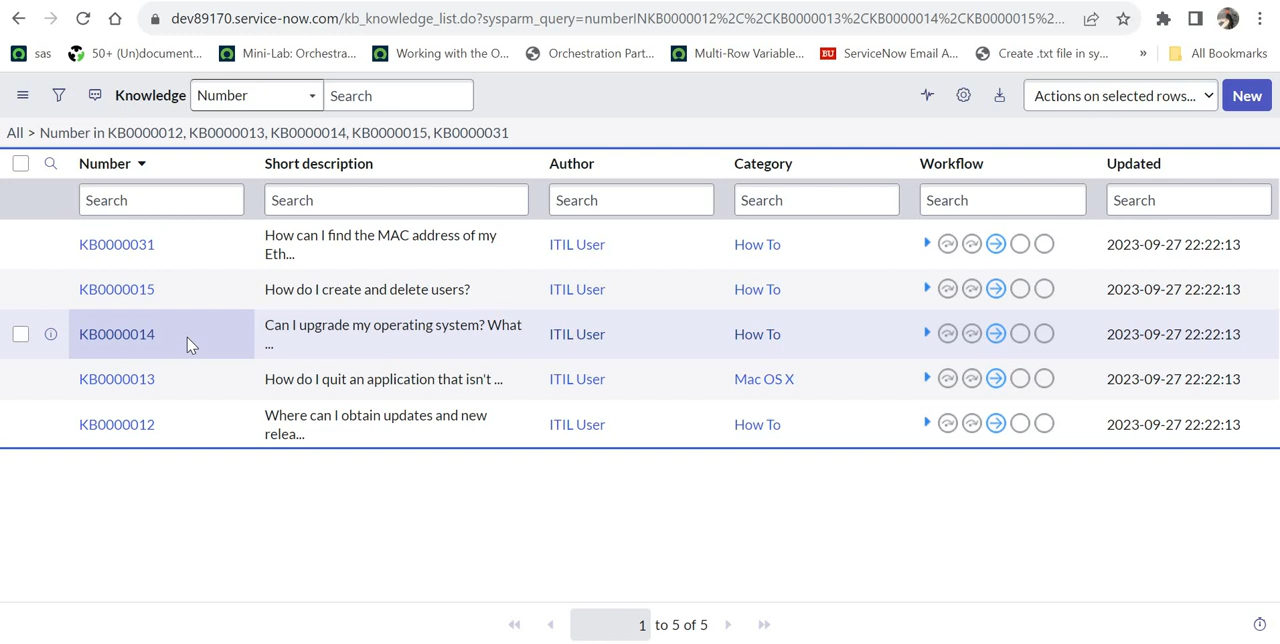 dev89170.service-now.com/kb_knowledge_list.do?sysparm_query=numberINKB0000012%2C%2CKB0000013%2CKB0000014%2CKB0000015%2...
sas 50+ (Un)document... Mini-Lab: Orchestra... Working with the O... Orchestration Part... Multi-Row Variable... BU ServiceNow Email A... Create .txt file in sy... » All Bookmarks
Knowledge Number Search Actions on selected rows... New
All > Number in KB0000012, KB0000013, KB0000014, KB0000015, KB0000031
Number Short description Author Category Workflow Updated
Search Search Search Search Search Search
KB0000031 How can I find the MAC address of my Eth... ITIL User How To 2023-09-27 22:22:13
KB0000015 How do I create and delete users? ITIL User How To 2023-09-27 22:22:13
KB0000014 Can I upgrade my operating system? What ... ITIL User How To 2023-09-27 22:22:13
KB0000013 How do I quit an application that isn't ... ITIL User Mac OS X 2023-09-27 22:22:13
KB0000012 Where can I obtain updates and new relea... ITIL User How To 2023-09-27 22:22:13
1 to 5 of 5